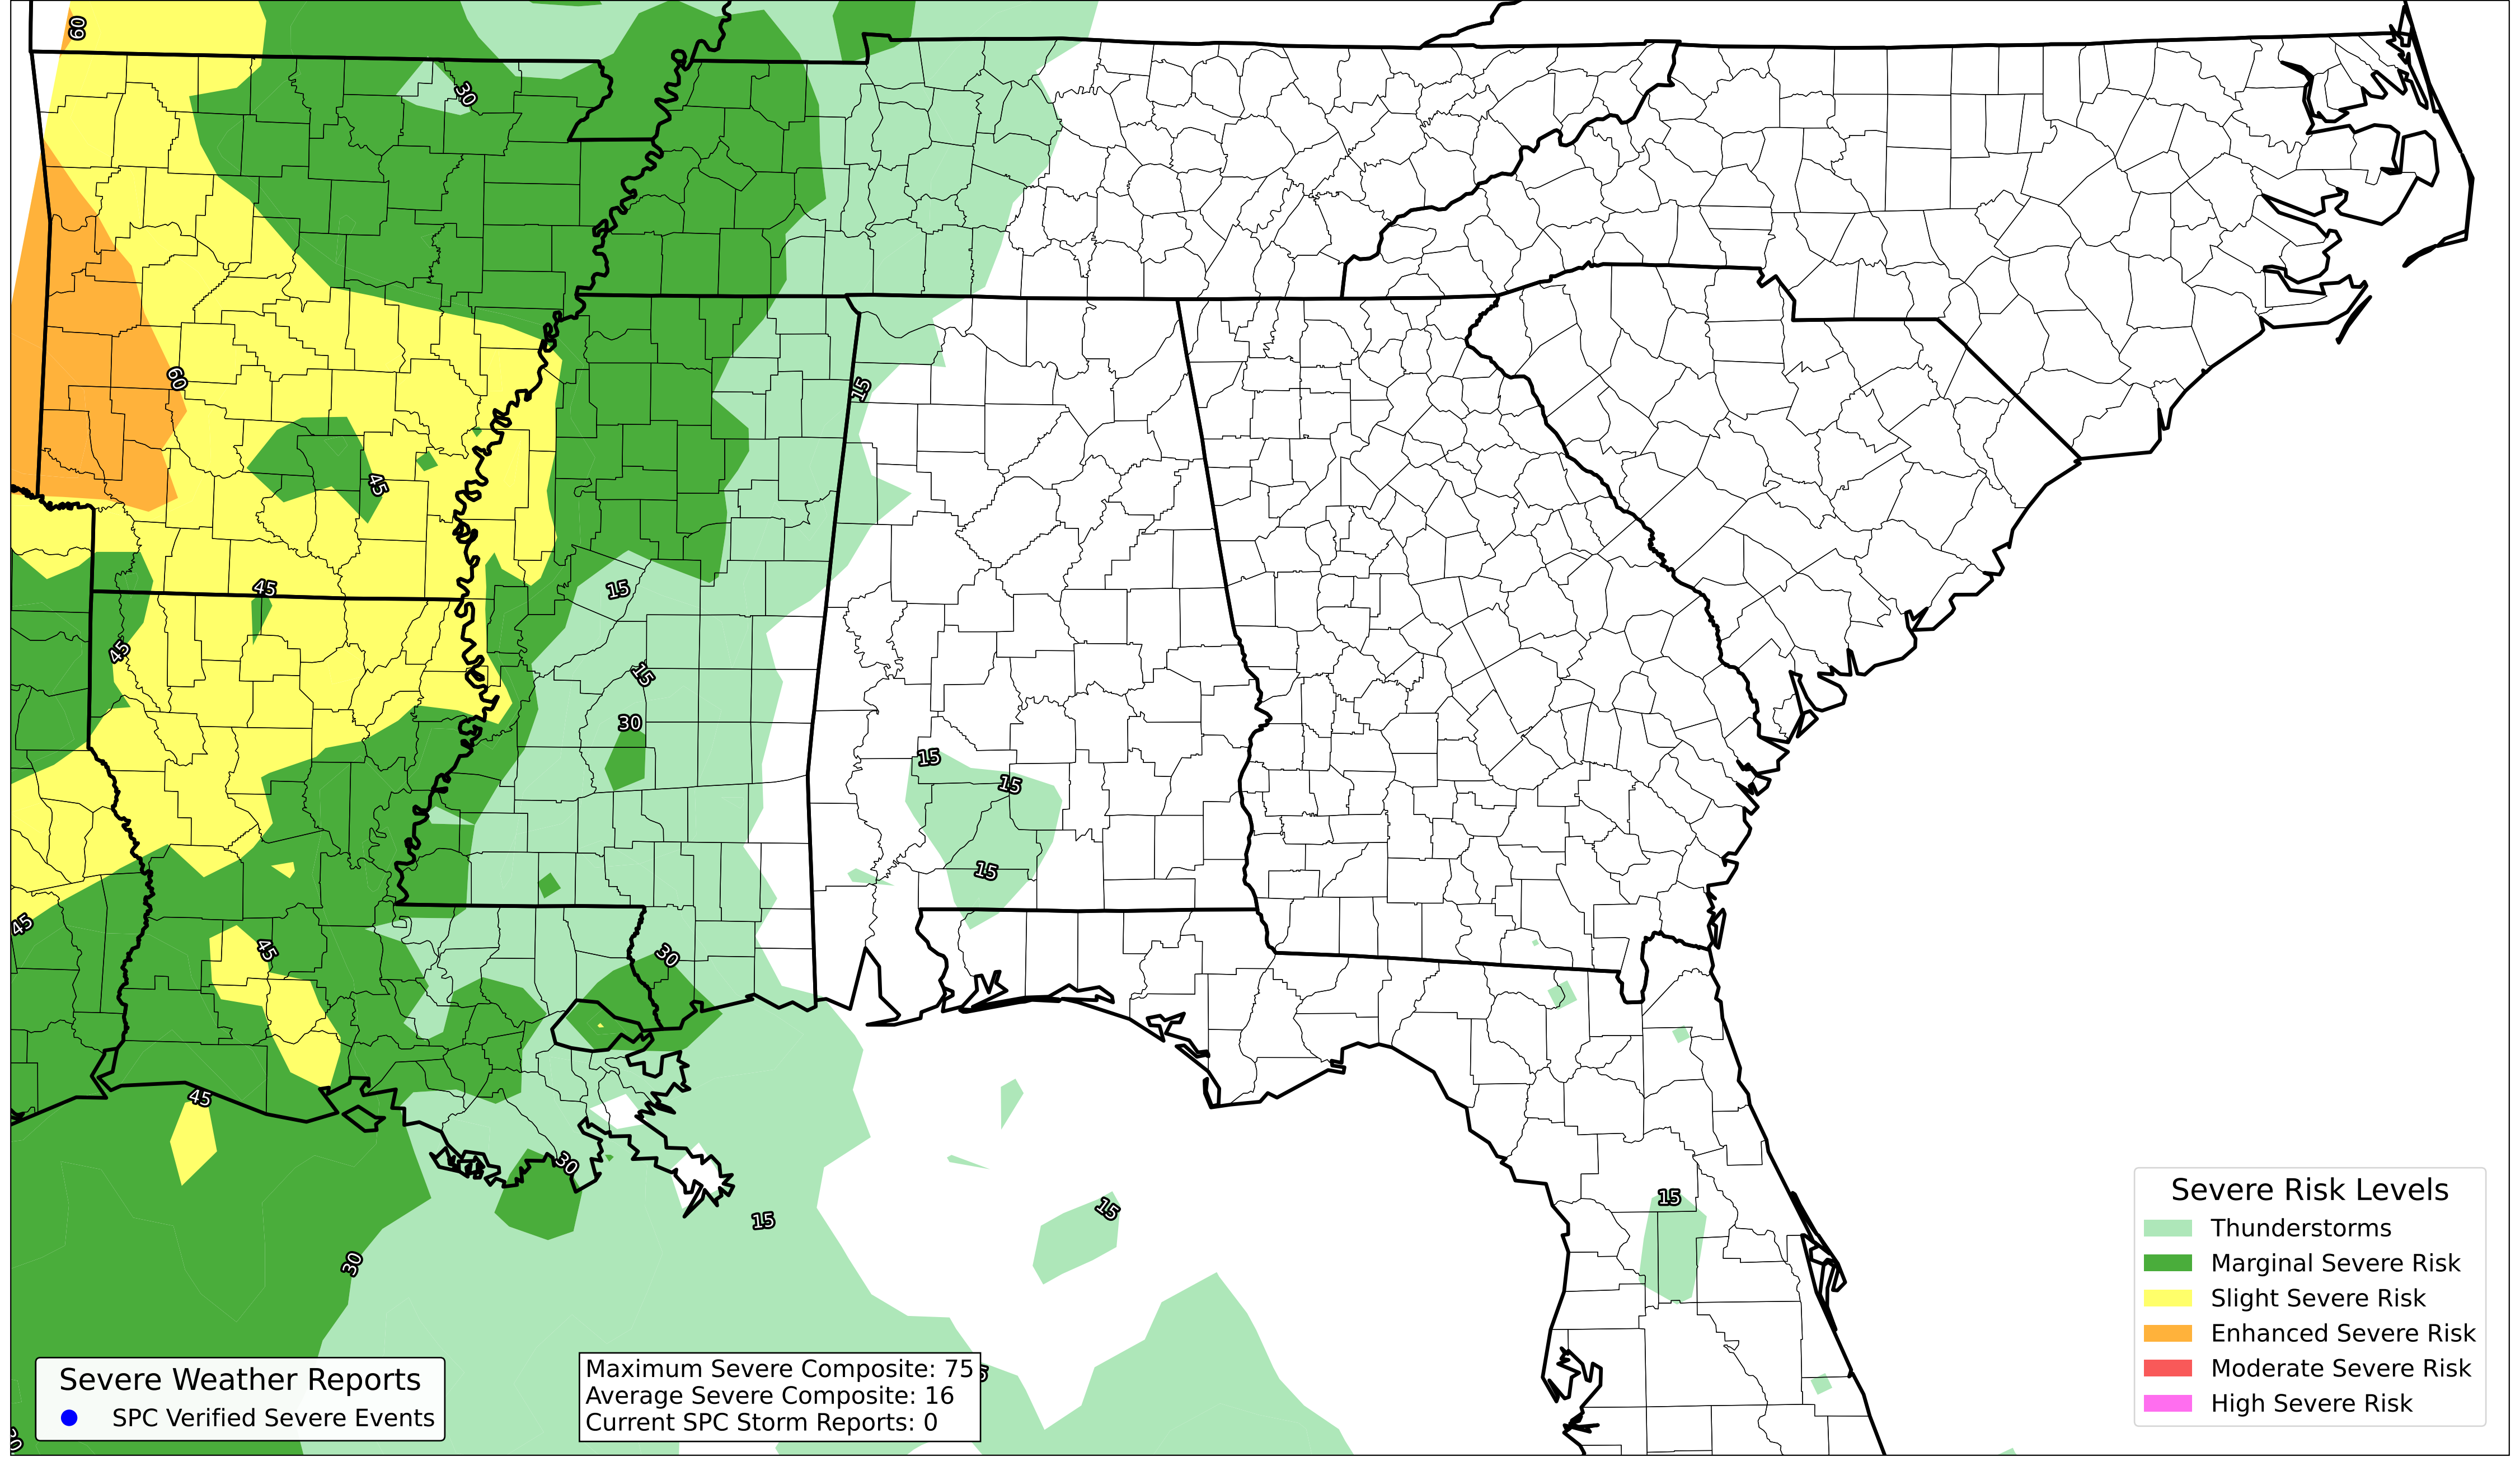 60
30
60
15
45
45
15
45
15
30
15
15
15
45
45
30
45
30
15
15
15
30
Severe Risk Levels
Thunderstorms
Marginal Severe Risk
Slight Severe Risk
Enhanced Severe Risk
Moderate Severe Risk
High Severe Risk
Severe Weather Reports
SPC Verified Severe Events
Maximum Severe Composite: 75
Average Severe Composite: 16
Current SPC Storm Reports: 0